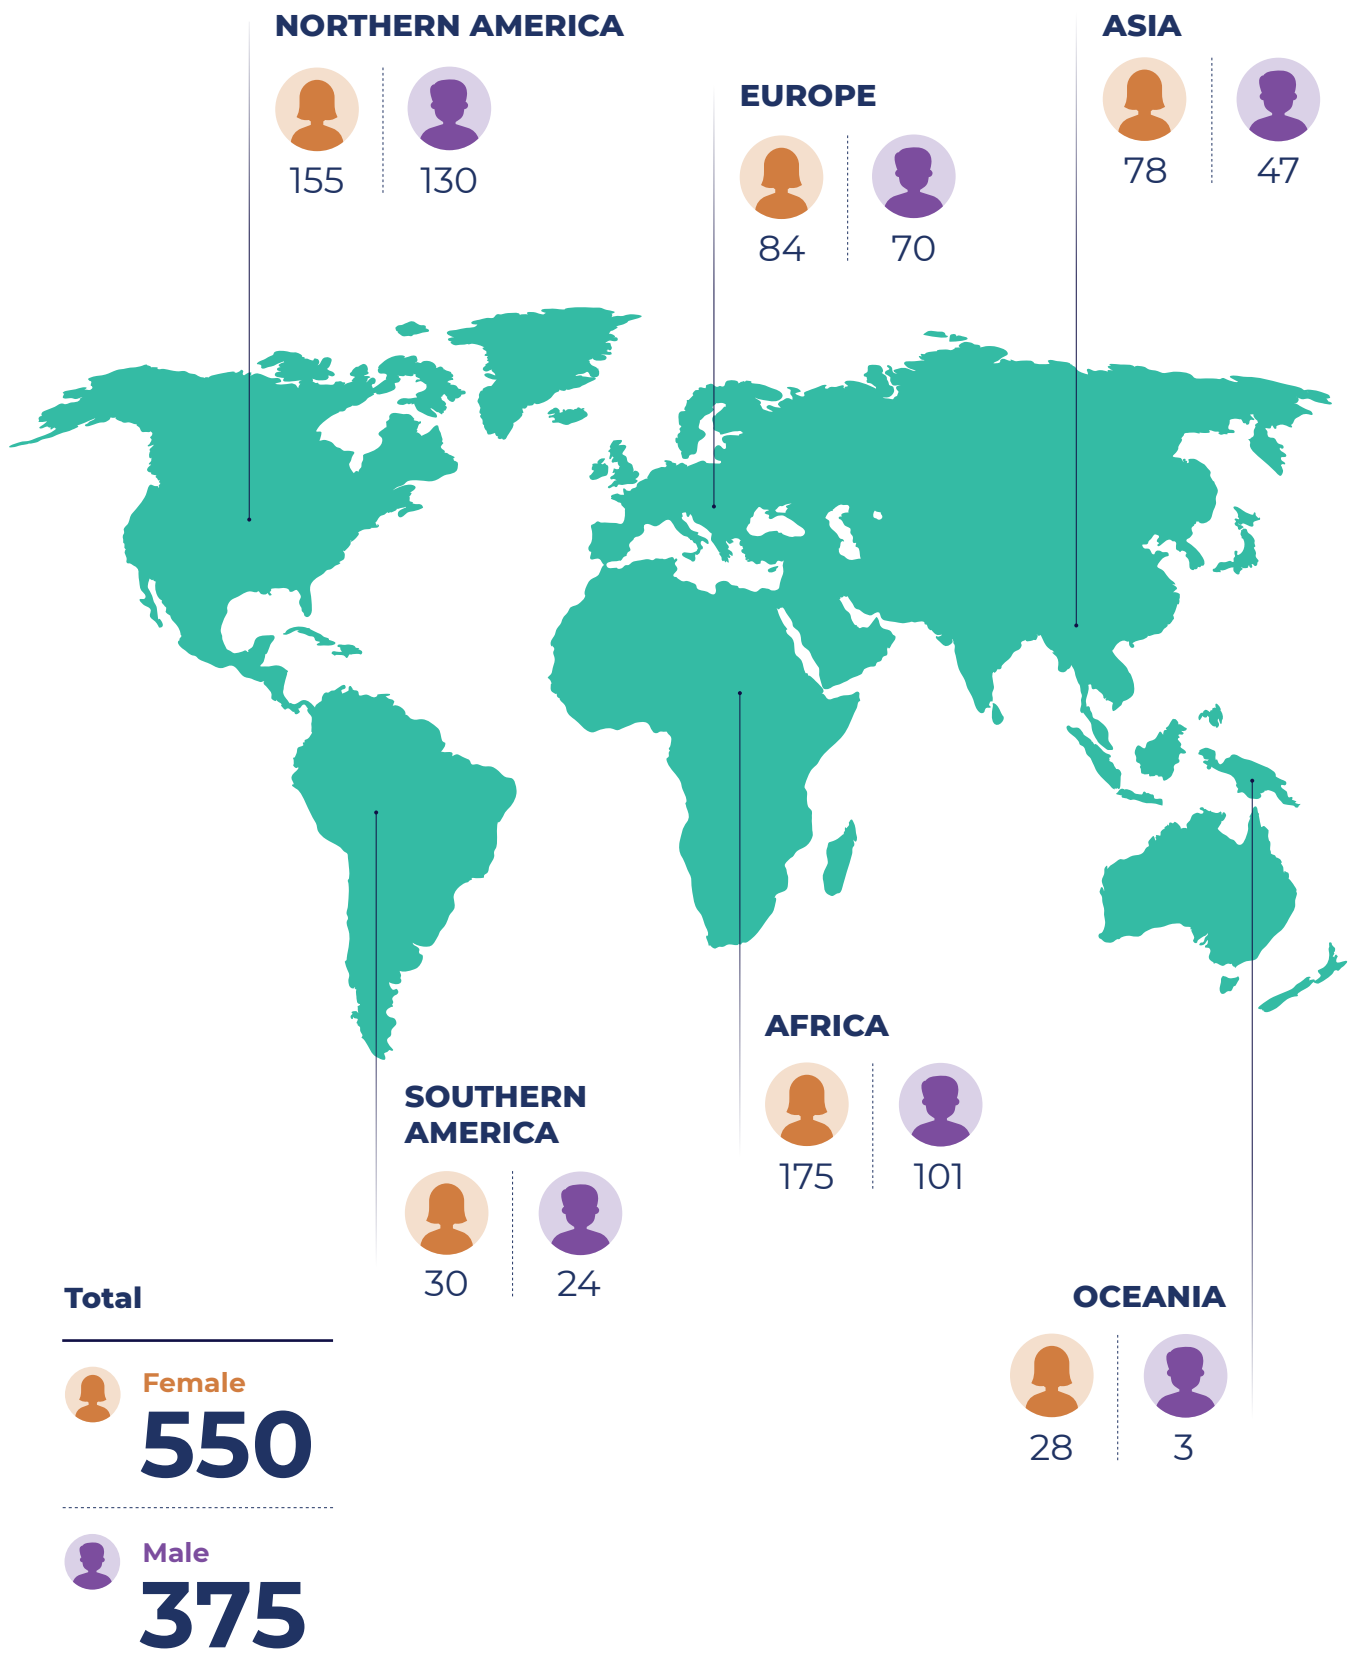 NORTHERN AMERICA
155
130
EUROPE
84
70
ASIA
78
47
SOUTHERN
AMERICA
30
24
AFRICA
175
101
OCEANIA
28
3
Total
Female
550
Male
375